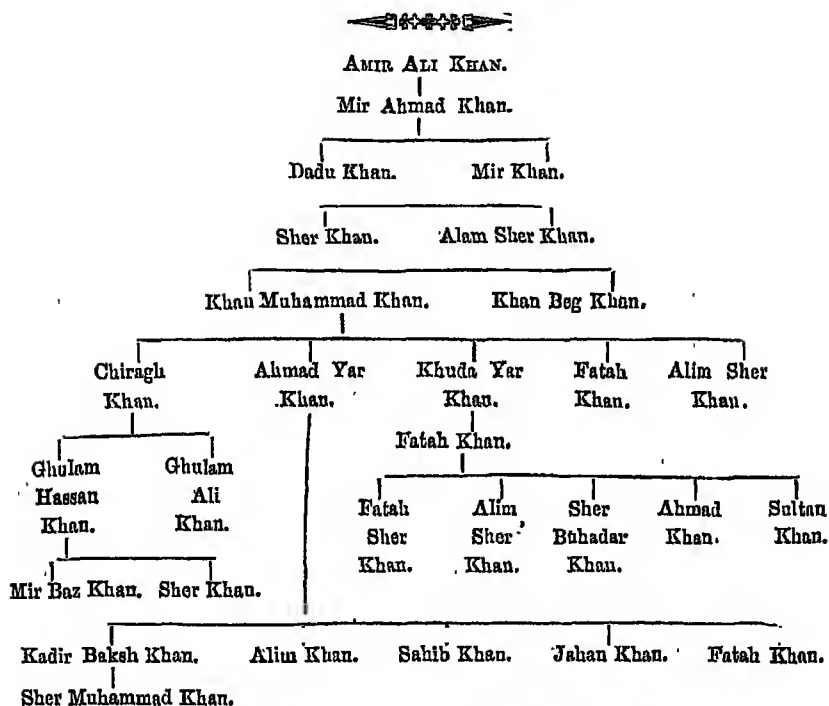 AMIR ALI KHAN.
Mir Ahmad Khan.
Dadu Khan. Mir Khan.
Sher Khan. Alam Sher Khan.
Khan Muhammad Khan. Khan Beg Khan.
Chiragh Ahmad Yar Khuda Yar Fatah Alim Sher
Khan. Khan. Khan. Khan. Khan.
Fatah Khan.
Ghulam Ghulam
Hassan Ali
Khan. Khan.
Fatah Alim Sher Ahmad Sultan
Sher Sher Buhadar Khan. Khan.
Khan. Khan. Khan.
Mir Baz Khan. Sher Khan.
Kadir Baksh Khan. Alim Khan. Sahib Khan. Jahan Khan. Fatah Khan.
Sher Muhammad Khan.